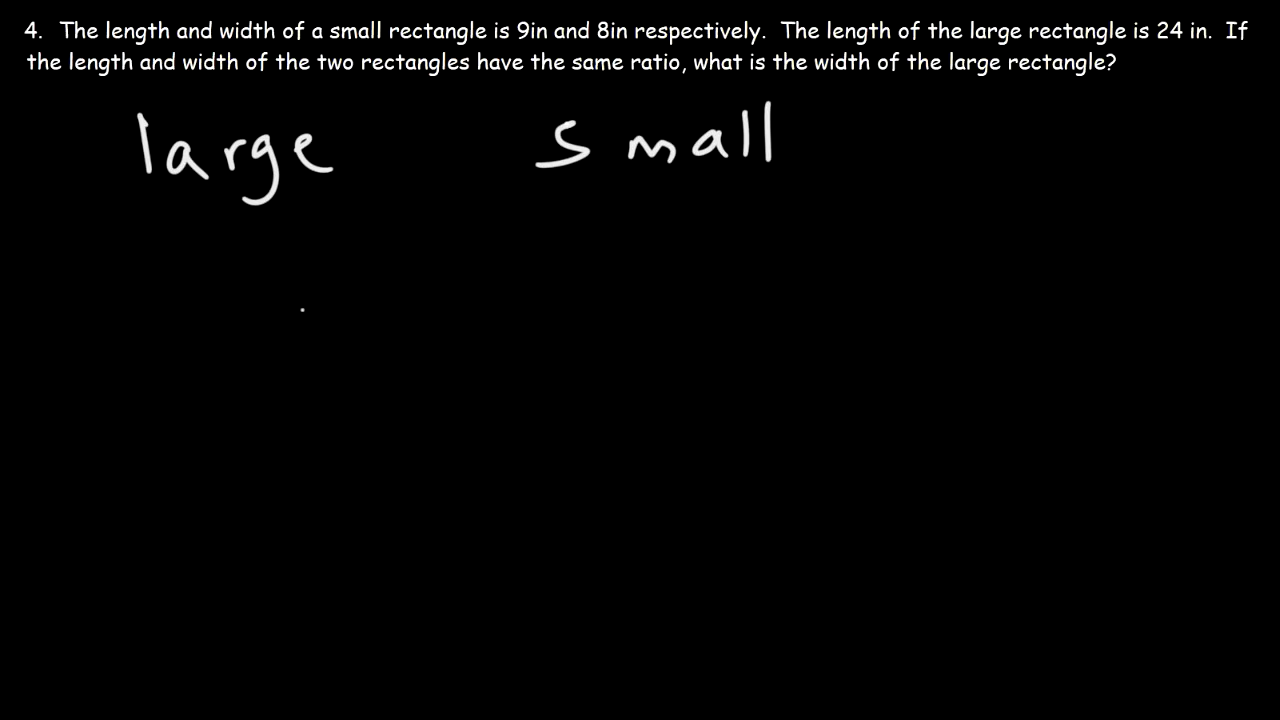 4. The length and width of a small rectangle is 9in and 8in respectively. The length of the large rectangle is 24 in. If
the length and width of the two rectangles have the same ratio, what is the width of the large rectangle?
large small